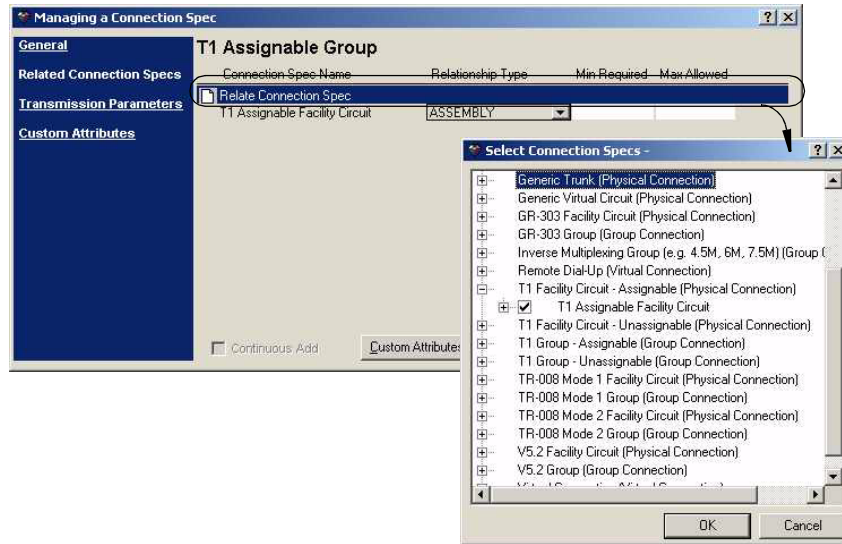 Managing a Connection Spec
General
Related Connection Specs
Transmission Parameters
Custom Attributes
T1 Assignable Group
Connection Spec Name Relationship Type Min Required Max Allowed
Relate Connection Spec
T1 Assignable Facility Circuit ASSEMBLY
Continuous Add
Custom Attributes
Select Connection Specs -
Generic Trunk (Physical Connection)
Generic Virtual Circuit (Physical Connection)
GR-303 Facility Circuit (Physical Connection)
GR-303 Group (Group Connection)
Inverse Multiplexing Group (e.g. 4.5M, 6M, 7.5M) (Group
Remote Dial-Up (Virtual Connection)
T1 Facility Circuit - Assignable (Physical Connection)
T1 Assignable Facility Circuit
T1 Facility Circuit - Unassignable (Physical Connection)
T1 Group - Assignable (Group Connection)
T1 Group - Unassignable (Group Connection)
TR-008 Mode 1 Facility Circuit (Physical Connection)
TR-008 Mode 1 Group (Group Connection)
TR-008 Mode 2 Facility Circuit (Physical Connection)
TR-008 Mode 2 Group (Group Connection)
V5.2 Facility Circuit (Physical Connection)
V5.2 Group (Group Connection)
OK Cancel